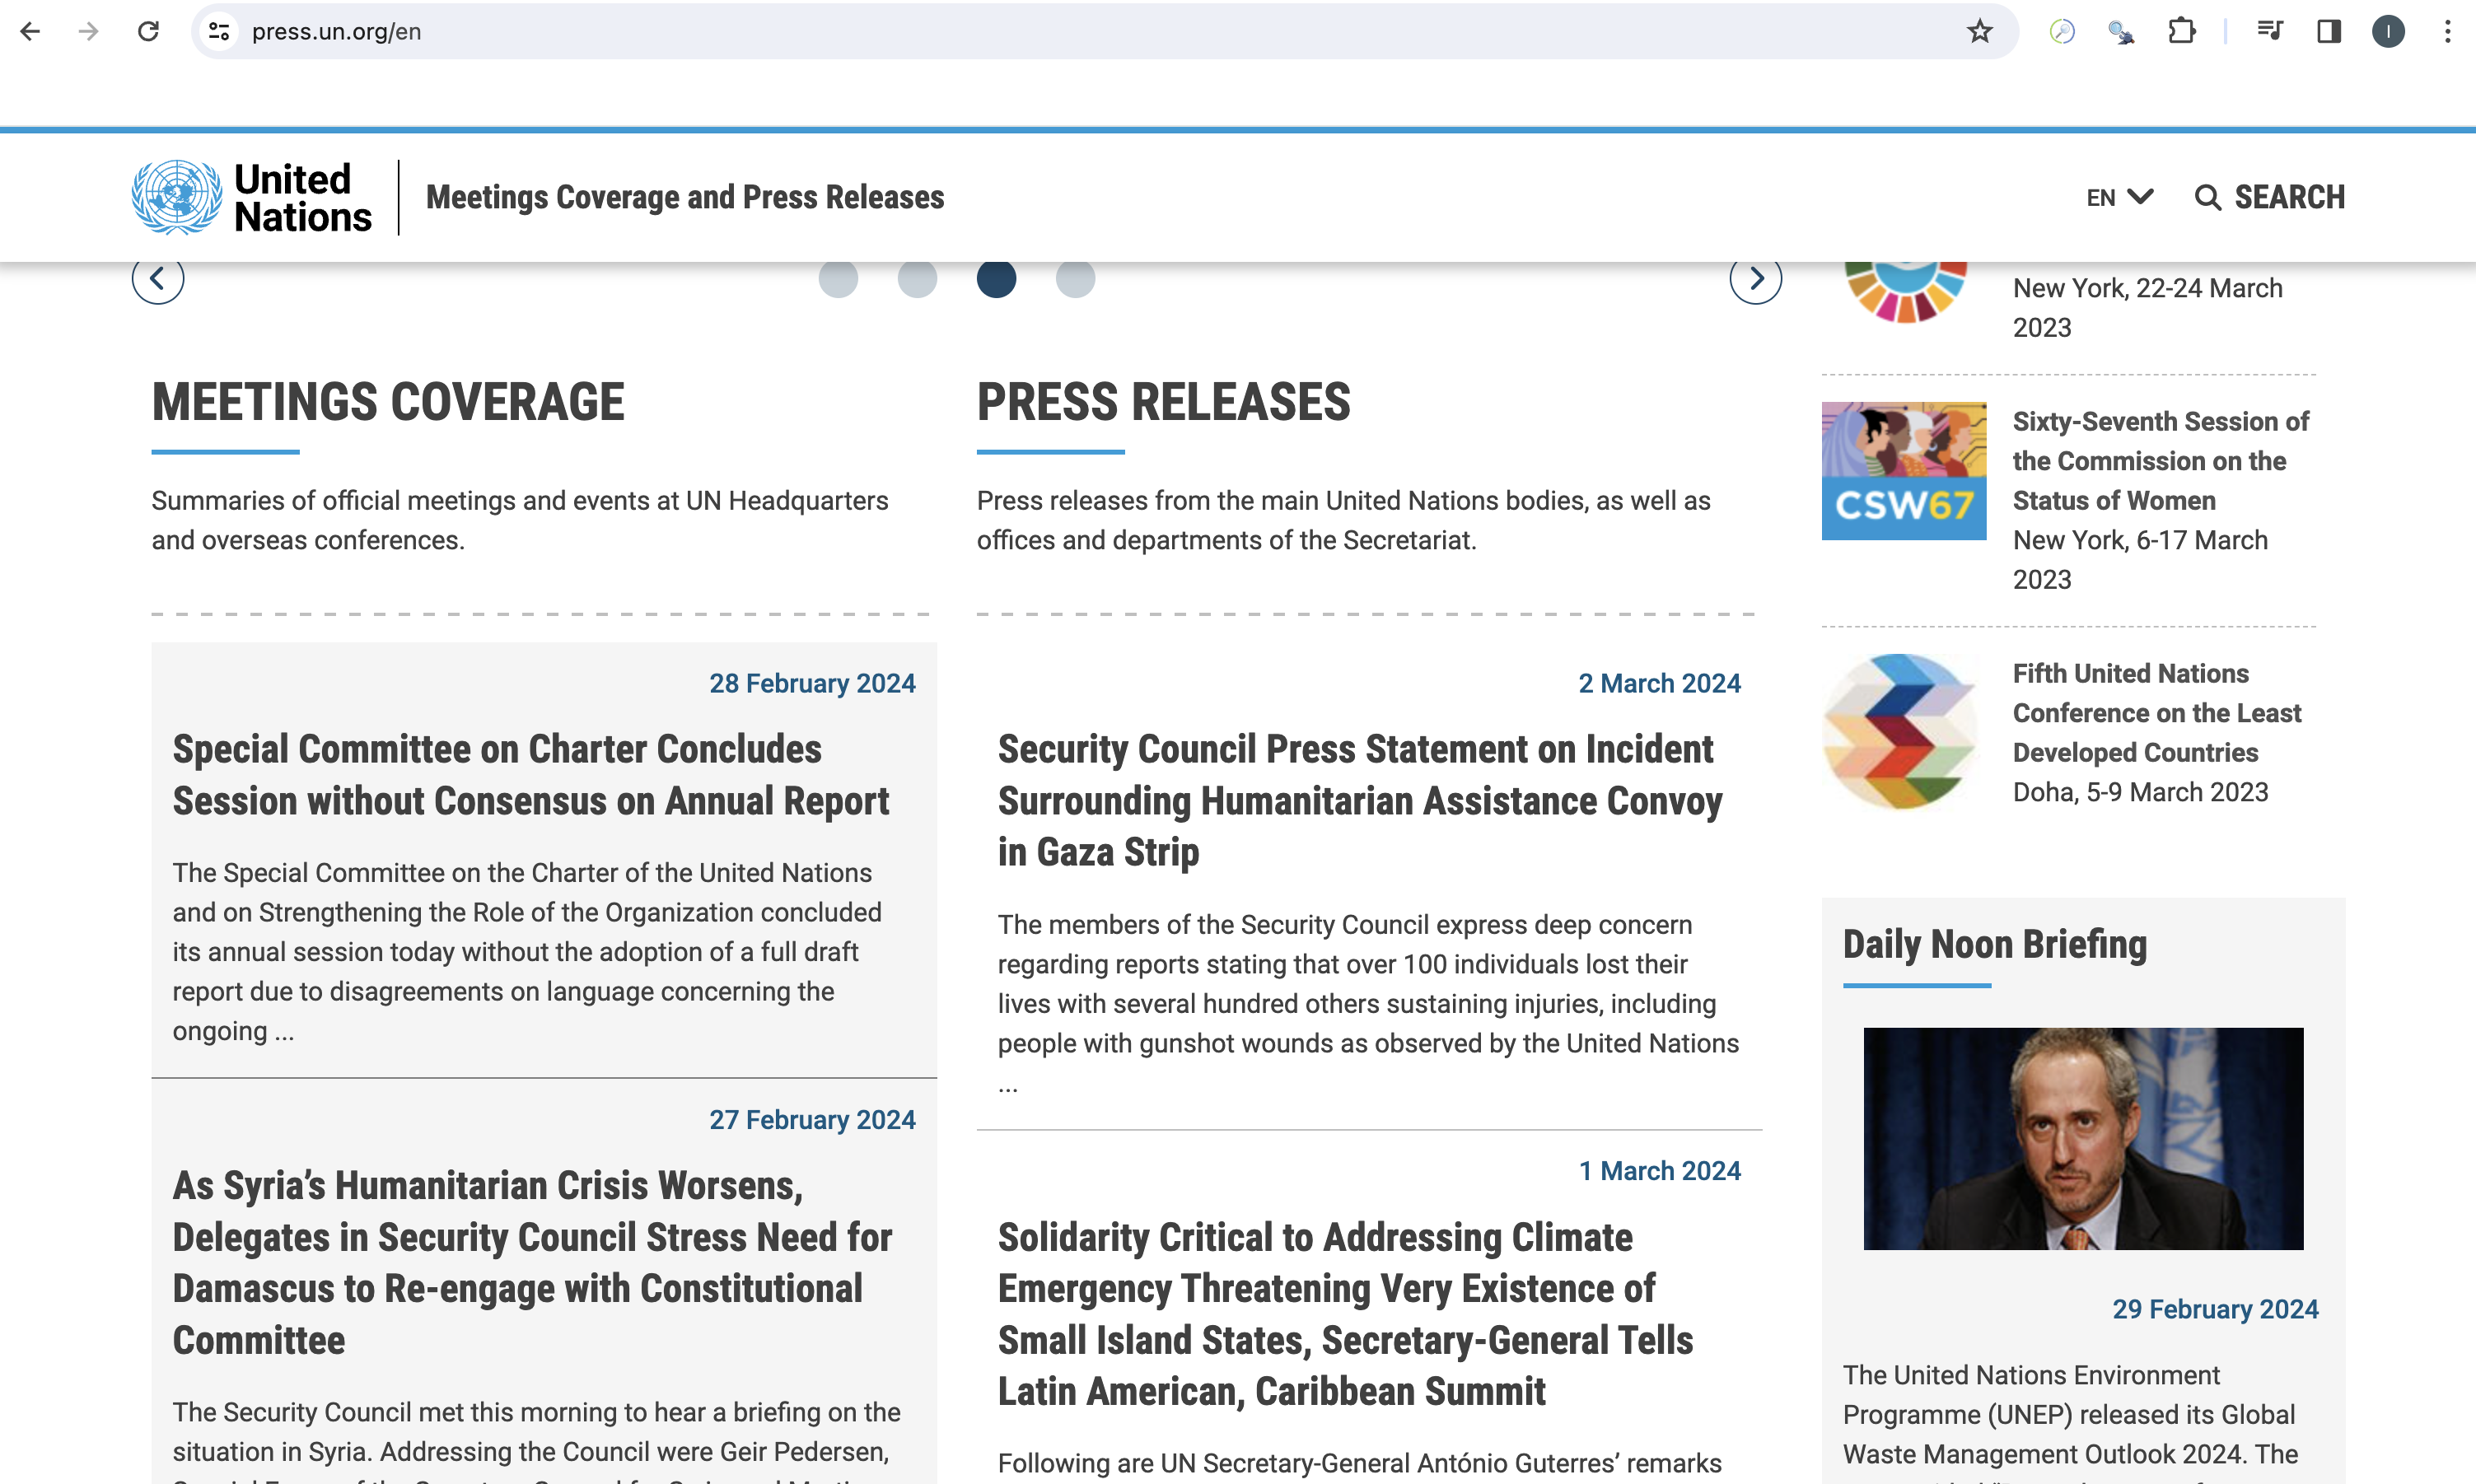 press.un.org/en
I
United
Nations
Meetings Coverage and Press Releases
EN
SEARCH
MEETINGS COVERAGE
Summaries of official meetings and events at UN Headquarters
and overseas conferences.
28 February 2024
Special Committee on Charter Concludes
Session without Consensus on Annual Report
The Special Committee on the Charter of the United Nations
and on Strengthening the Role of the Organization concluded
its annual session today without the adoption of a full draft
report due to disagreements on language concerning the
ongoing ...
27 February 2024
As Syria’s Humanitarian Crisis Worsens,
Delegates in Security Council Stress Need for
Damascus to Re-engage with Constitutional
Committee
The Security Council met this morning to hear a briefing on the
situation in Syria. Addressing the Council were Geir Pedersen,
PRESS RELEASES
Press releases from the main United Nations bodies, as well as
offices and departments of the Secretariat.
2 March 2024
Security Council Press Statement on Incident
Surrounding Humanitarian Assistance Convoy
in Gaza Strip
The members of the Security Council express deep concern
regarding reports stating that over 100 individuals lost their
lives with several hundred others sustaining injuries, including
people with gunshot wounds as observed by the United Nations
...
1 March 2024
Solidarity Critical to Addressing Climate
Emergency Threatening Very Existence of
Small Island States, Secretary-General Tells
Latin American, Caribbean Summit
Following are UN Secretary-General António Guterres’ remarks
New York, 22-24 March
2023
CSW67
Sixty-Seventh Session of
the Commission on the
Status of Women
New York, 6-17 March
2023
Fifth United Nations
Conference on the Least
Developed Countries
Doha, 5-9 March 2023
Daily Noon Briefing
29 February 2024
The United Nations Environment
Programme (UNEP) released its Global
Waste Management Outlook 2024. The